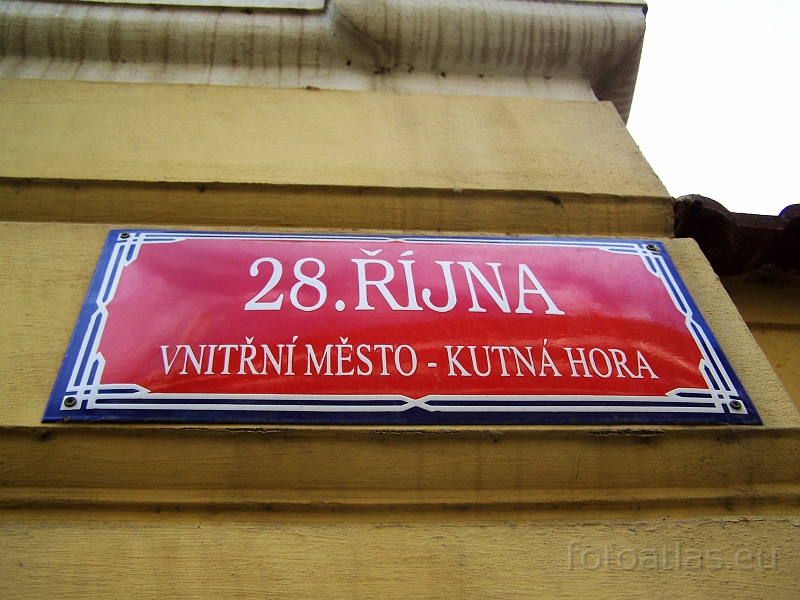 28.ŘÍJNA
VNITŘNÍ MĚSTO - KUTNÁ HORA
fotoatlas.eu